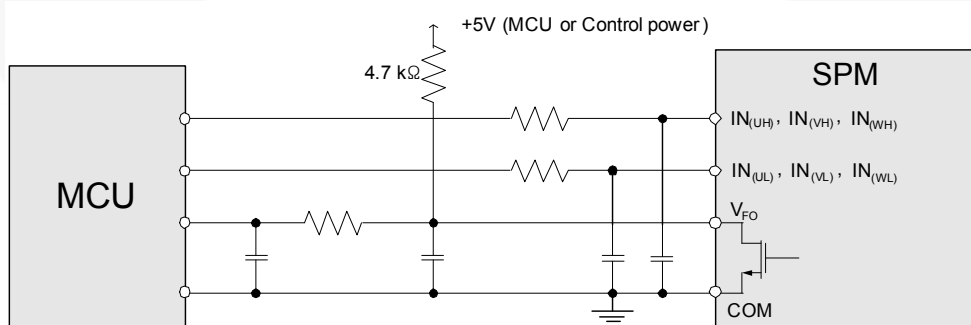 +5V (MCU or Control power)
4.7 kΩ
SPM
IN(UH), IN(VH), IN(WH)
IN(UL), IN(VL), IN(WL)
MCU
VFO
COM